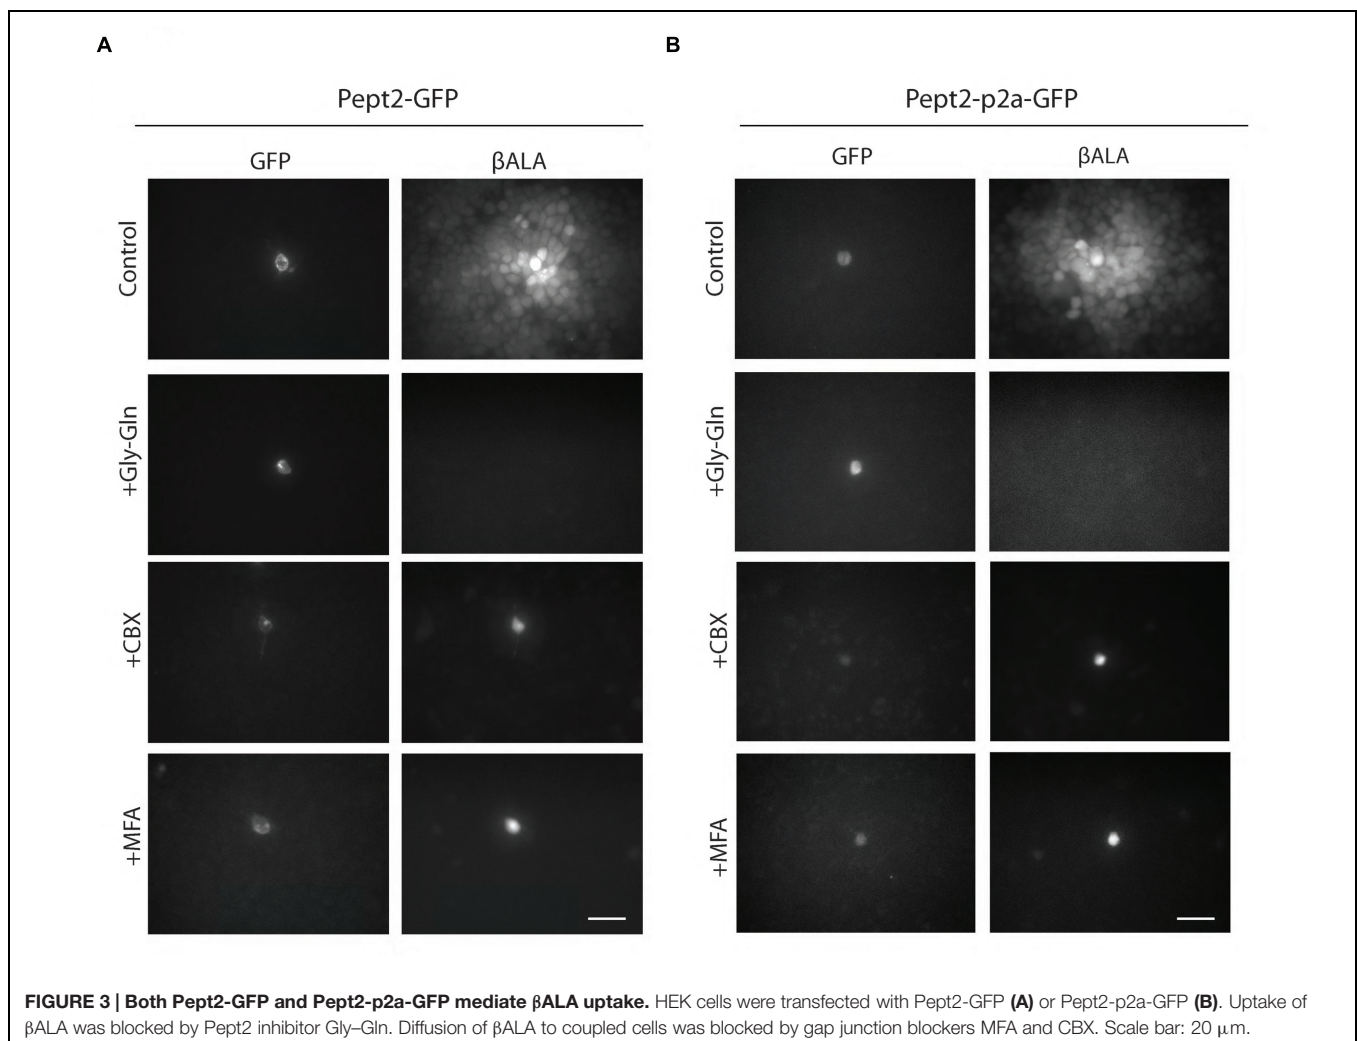 A
B
Pept2-GFP
Pept2-p2a-GFP
GFP
βALA
GFP
βALA
Control
Control
+Gly-Gln
+Gly-Gln
+CBX
+CBX
+MFA
+MFA
FIGURE 3 | Both Pept2-GFP and Pept2-p2a-GFP mediate βALA uptake. HEK cells were transfected with Pept2-GFP (A) or Pept2-p2a-GFP (B). Uptake of
βALA was blocked by Pept2 inhibitor Gly–Gln. Diffusion of βALA to coupled cells was blocked by gap junction blockers MFA and CBX. Scale bar: 20 μm.